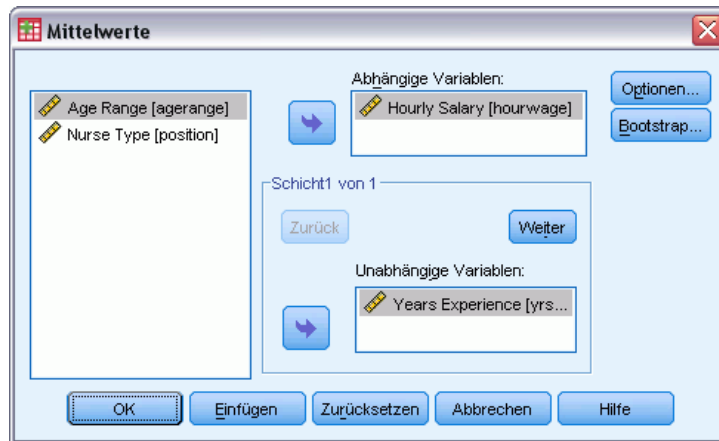 Mittelwerte
Age Range [agerange]
Nurse Type [position]
Abhängige Variablen:
Hourly Salary [hourwage]
Optionen...
Bootstrap...
Schicht1 von 1
Zurück
Weiter
Unabhängige Variablen:
Years Experience [yrs...
OK
Einfügen
Zurücksetzen
Abbrechen
Hilfe